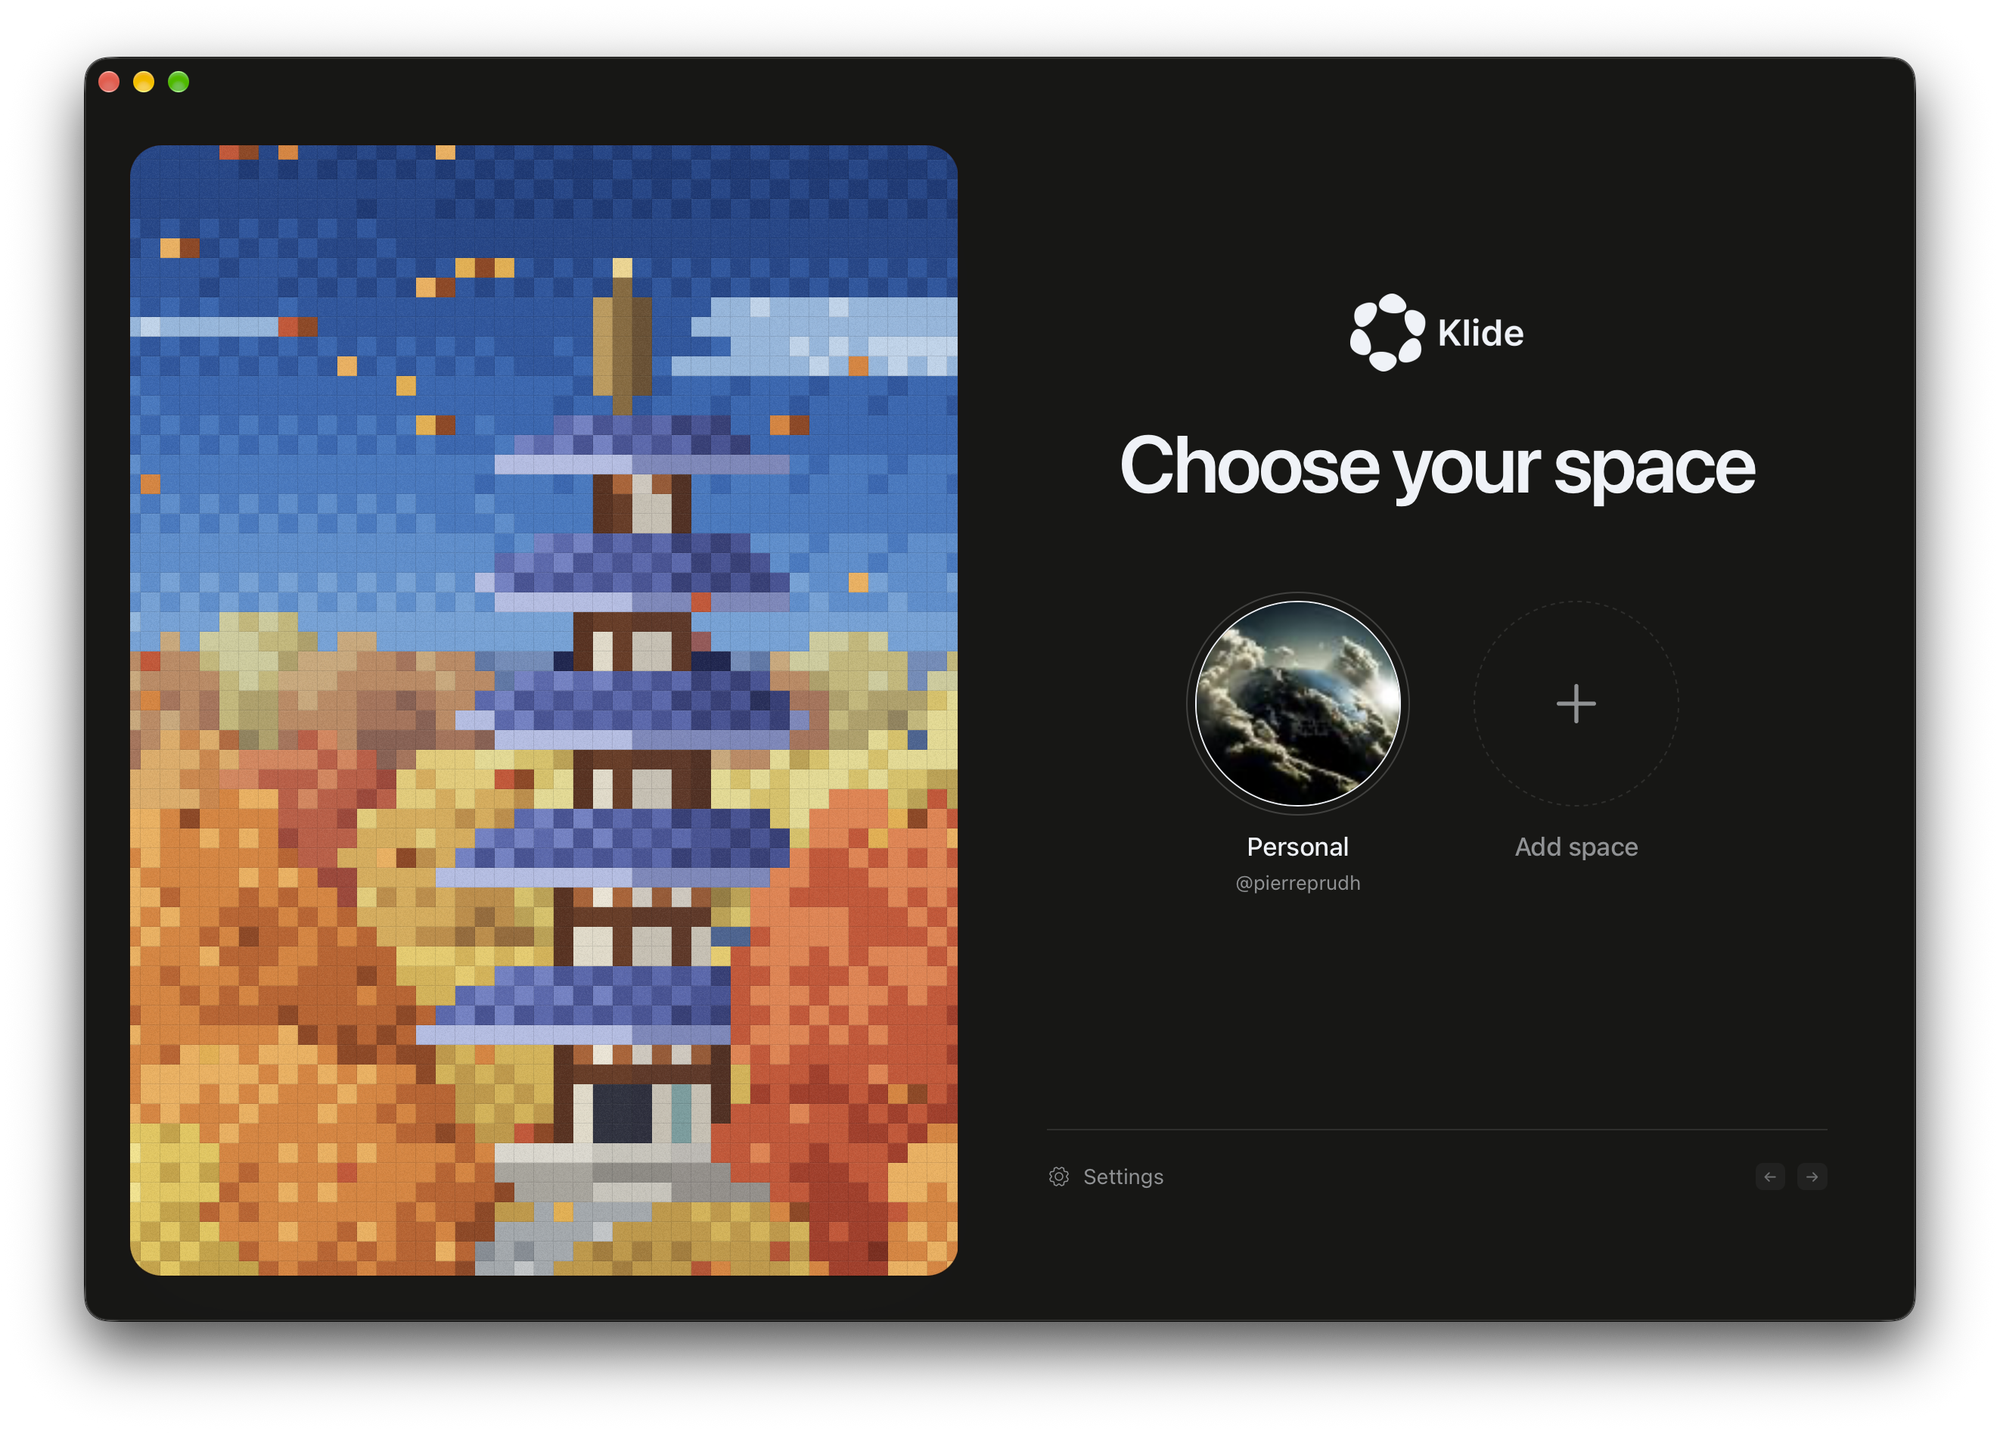 Klide
Choose your space
Personal
@pierreprudh
Add space
Settings